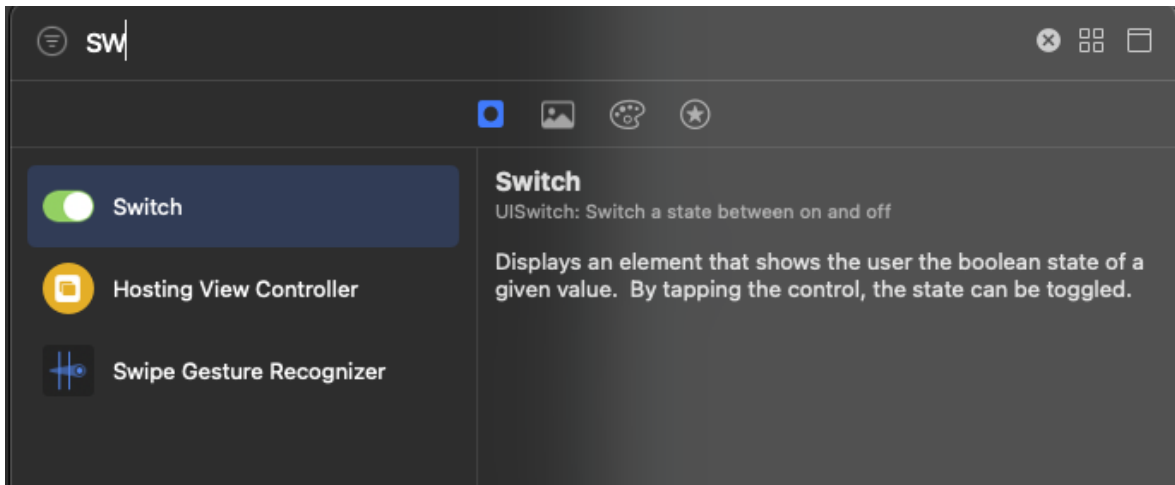 sw
Switch
Hosting View Controller
Swipe Gesture Recognizer
Switch
UISwitch: Switch a state between on and off
Displays an element that shows the user the boolean state of a
given value.  By tapping the control, the state can be toggled.